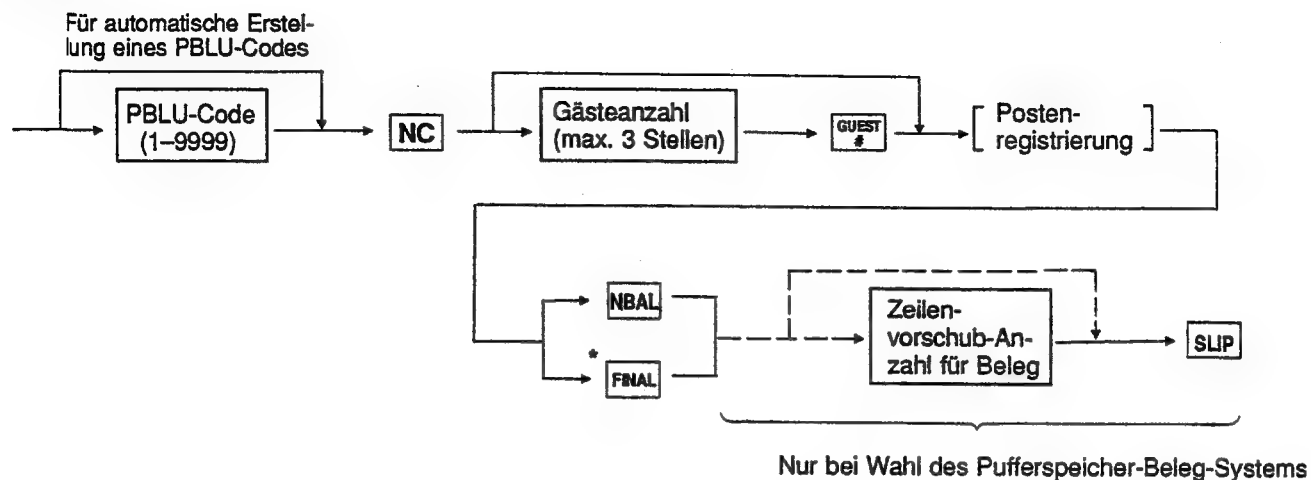 Für automatische Erstel-
lung eines PBLU-Codes
PBLU-Code
(1–9999)
NC
Gästeanzahl
(max. 3 Stellen)
GUEST
#
[ Posten-
registrierung ]
NBAL
*
FINAL
Zeilen-
vorschub-An-
zahl für Beleg
SLIP
Nur bei Wahl des Pufferspeicher-Beleg-Systems